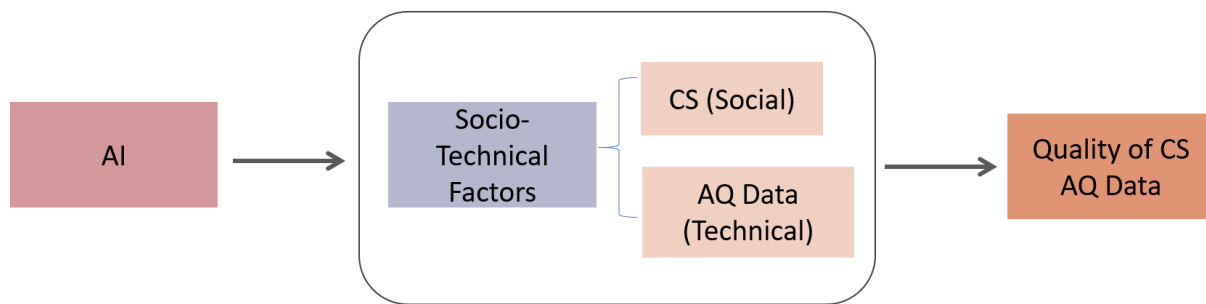 AI
Socio-
Technical
Factors
CS (Social)
AQ Data
(Technical)
Quality of CS
AQ Data